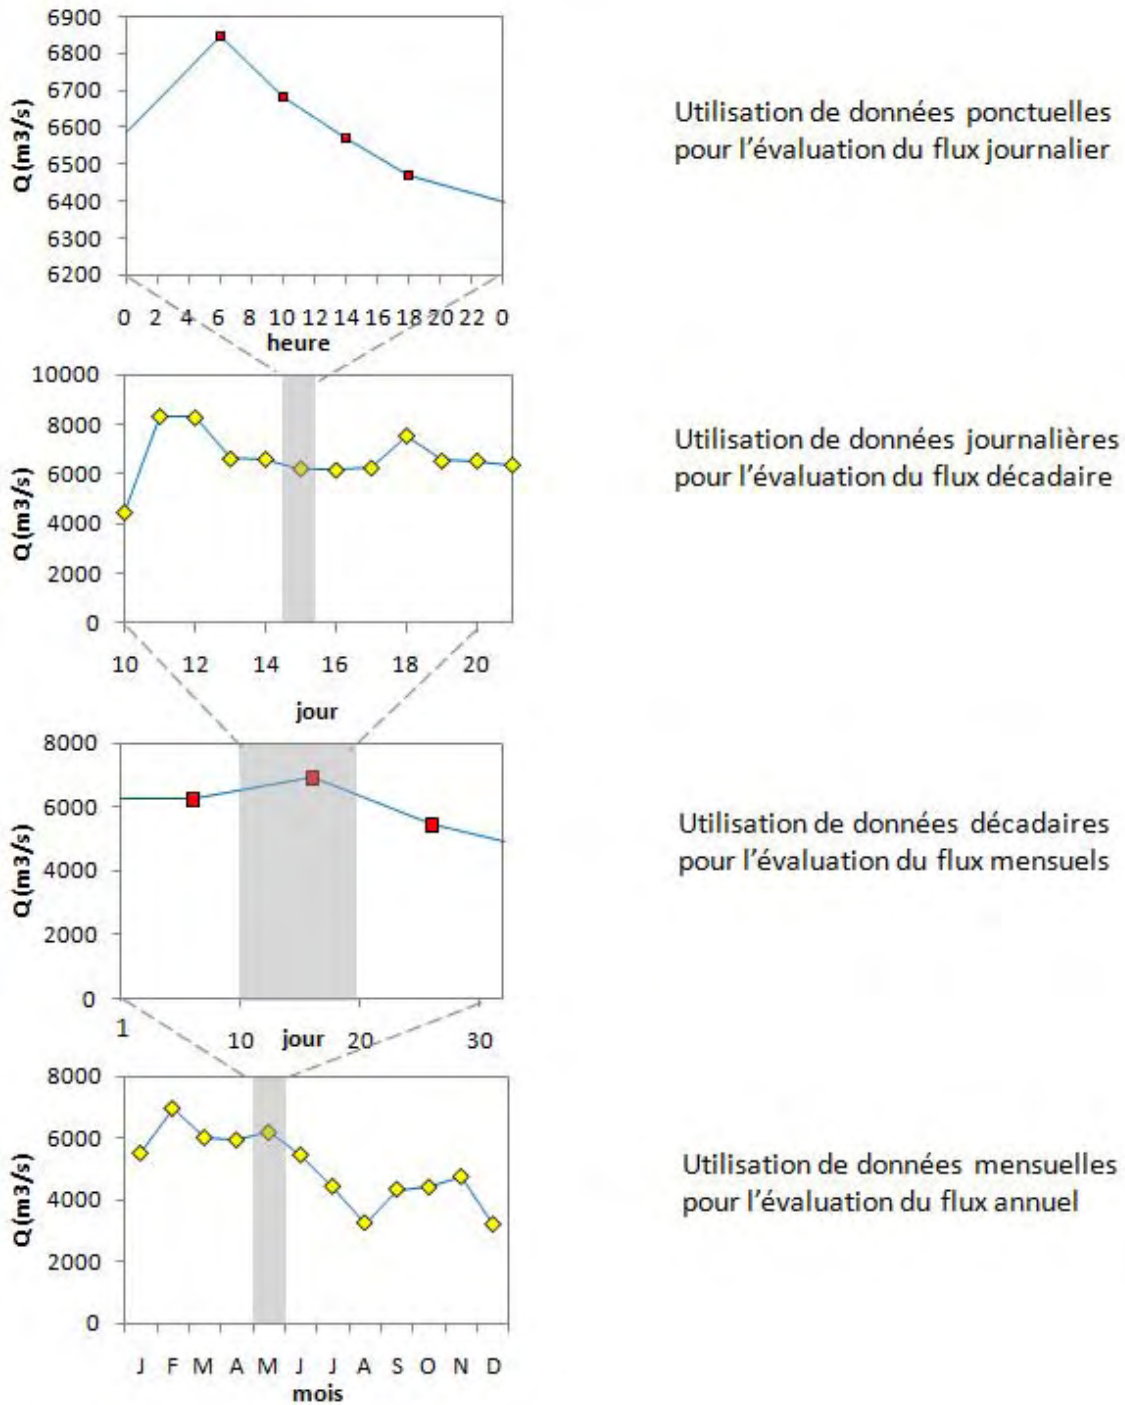 6900
6800
6700
6600
6500
6400
6300
6200
Q(m3/s)
0 2 4 6 8 10 12 14 16 18 20 22 0
heure
Utilisation de données ponctuelles
pour l'évaluation du flux journalier
10000
8000
6000
4000
2000
0
Q(m3/s)
10 12 14 16 18 20
jour
Utilisation de données journalières
pour l'évaluation du flux décadaire
8000
6000
4000
2000
0
Q(m3/s)
1 10 jour 20 30
Utilisation de données décadaires
pour l'évaluation du flux mensuels
8000
6000
4000
2000
0
Q(m3/s)
J F M A M J J A S O N D
mois
Utilisation de données mensuelles
pour l'évaluation du flux annuel